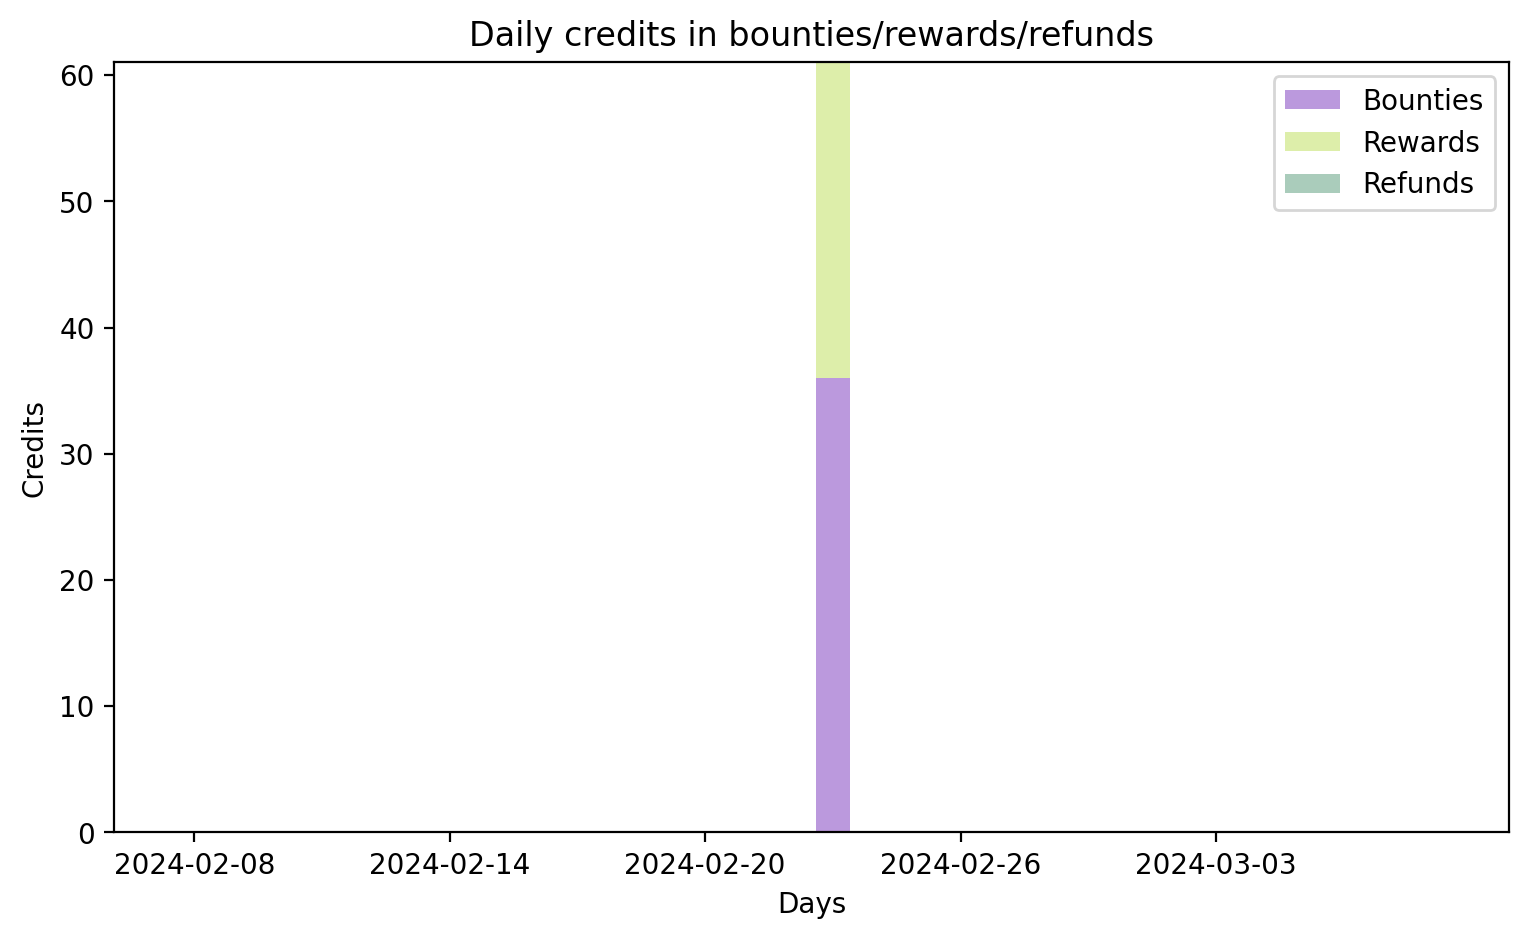 Daily credits in bounties/rewards/refunds
60
50
40
30
20
10
0
Credits
Bounties
Rewards
Refunds
2024-02-08
2024-02-14
2024-02-20
2024-02-26
2024-03-03
Days